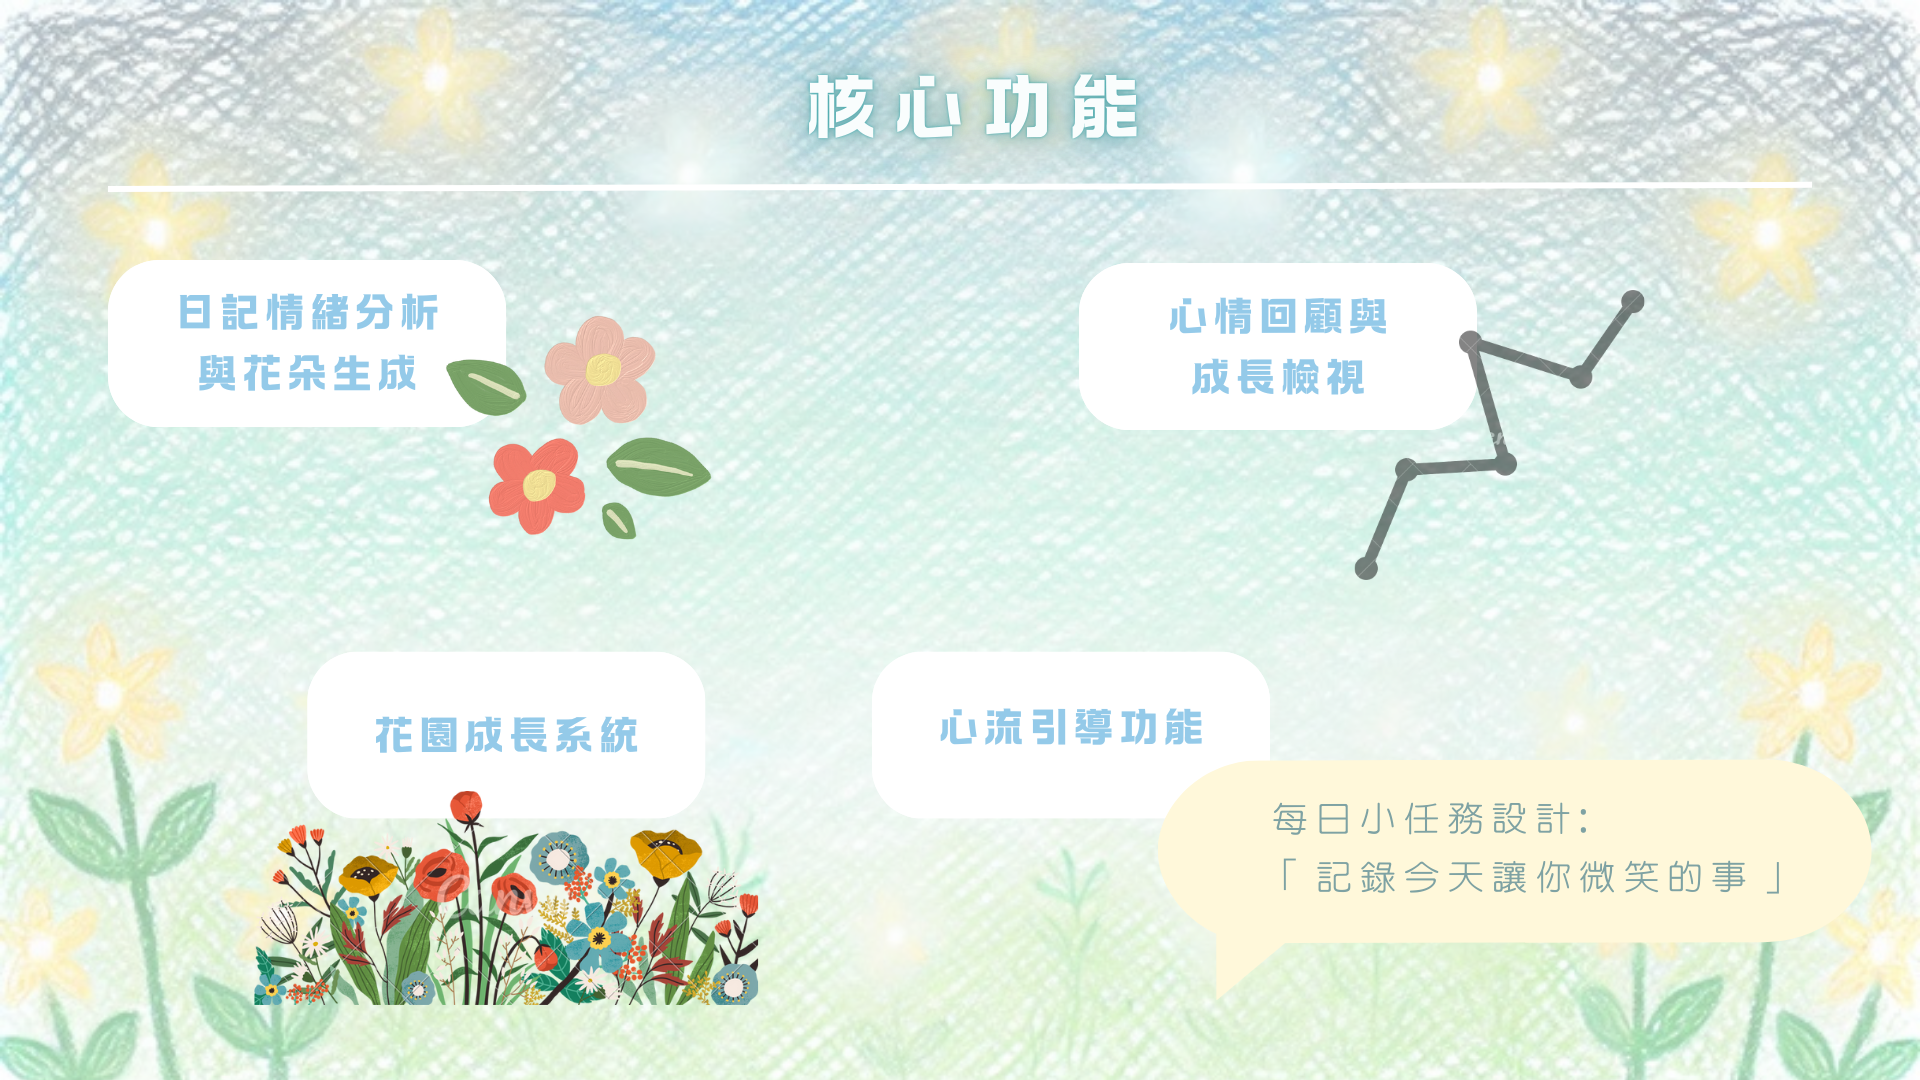 核心功能
日記情緒分析
與花朵生成
心情回顧與
成長檢視
花園成長系統
心流引導功能
每日小任務設計：
「記錄今天讓你微笑的事」